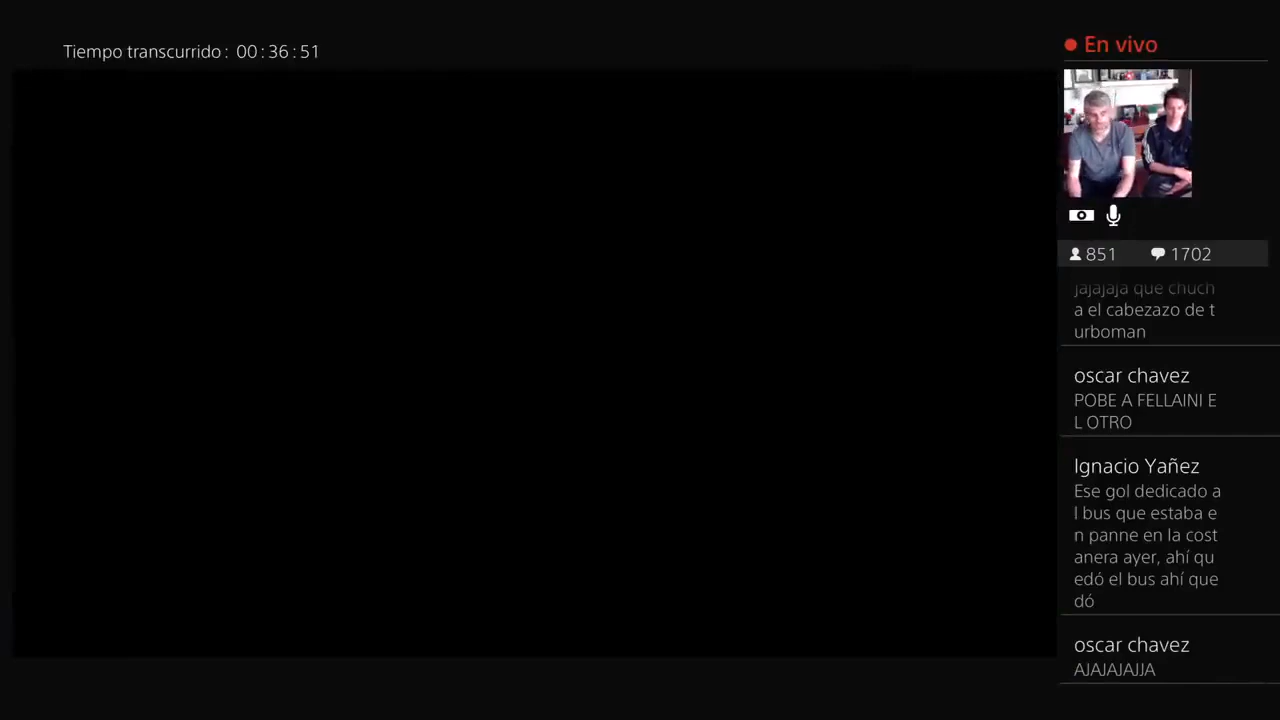 Tiempo transcurrido : 00 : 36 : 51
En vivo
851 1702
jajajaja que chuch
a el cabezazo de t
urboman
oscar chavez
POBE A FELLAINI E
L OTRO
Ignacio Yañez
Ese gol dedicado a
l bus que estaba e
n panne en la cost
anera ayer, ahí qu
edó el bus ahí que
dó
oscar chavez
AJAJAJAJJA